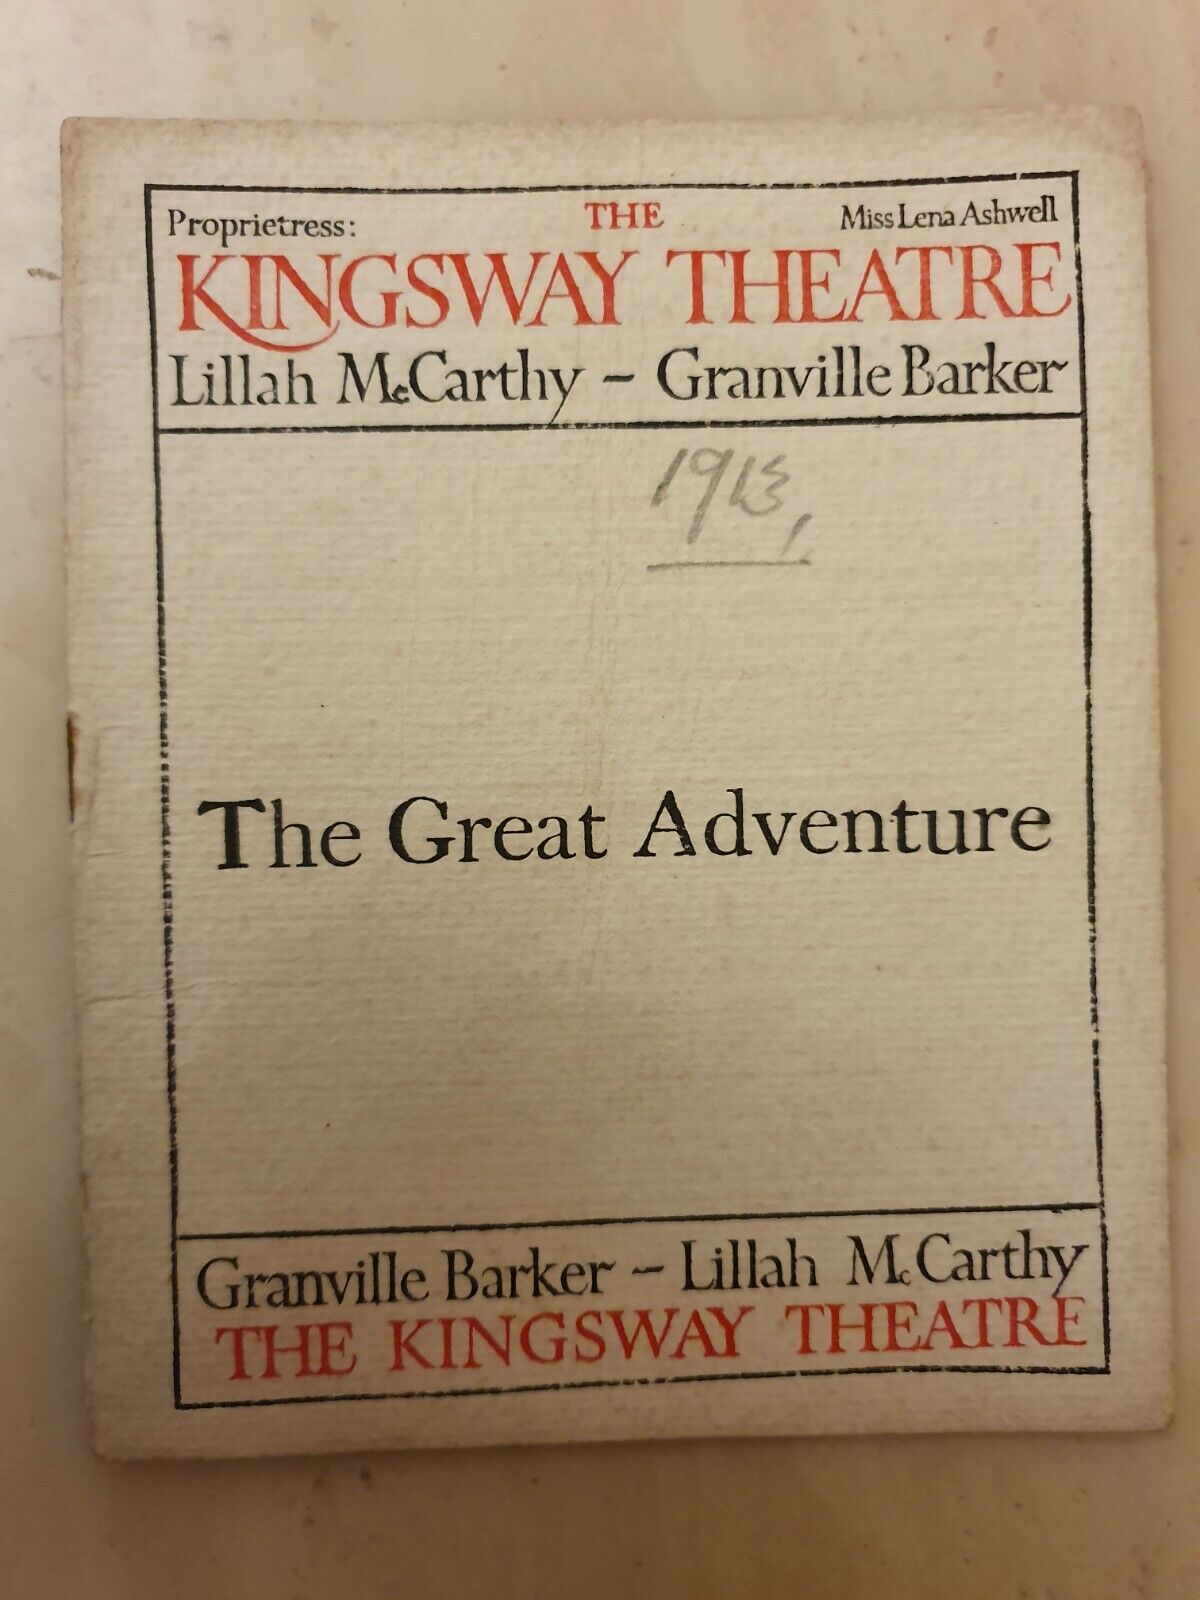 THE
Proprietress: Miss Lena Ashwell
KINGSWAY THEATRE
Lillah McCarthy – Granville Barker
1913,
The Great Adventure
Granville Barker – Lillah McCarthy
THE KINGSWAY THEATRE